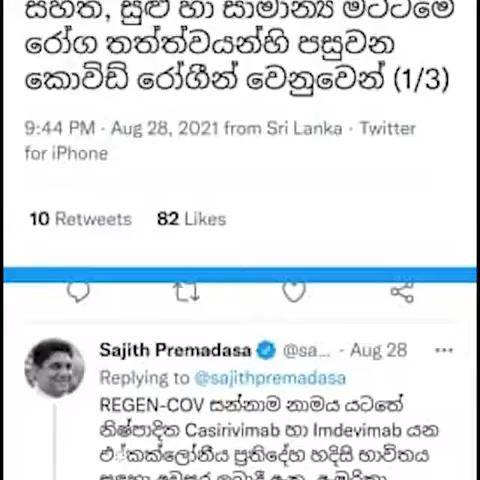 සහිත, සුළු හා සාමාන්‍ය මට්ටමේ
රෝග තත්ත්වයන්හි පසුවන
කොවිඩ් රෝගීන් වෙනුවෙන් (1/3)
9:44 PM · Aug 28, 2021 from Sri Lanka · Twitter
for iPhone
10 Retweets 82 Likes
Sajith Premadasa @sa... · Aug 28 ...
Replying to @sajithpremadasa
REGEN-COV සන්නාම නාමය යටතේ
නිෂ්පාදිත Casirivimab හා Imdevimab යන
ඒකක්ලෝනීය ප්‍රතිදේහ හදිසි භාවිතය